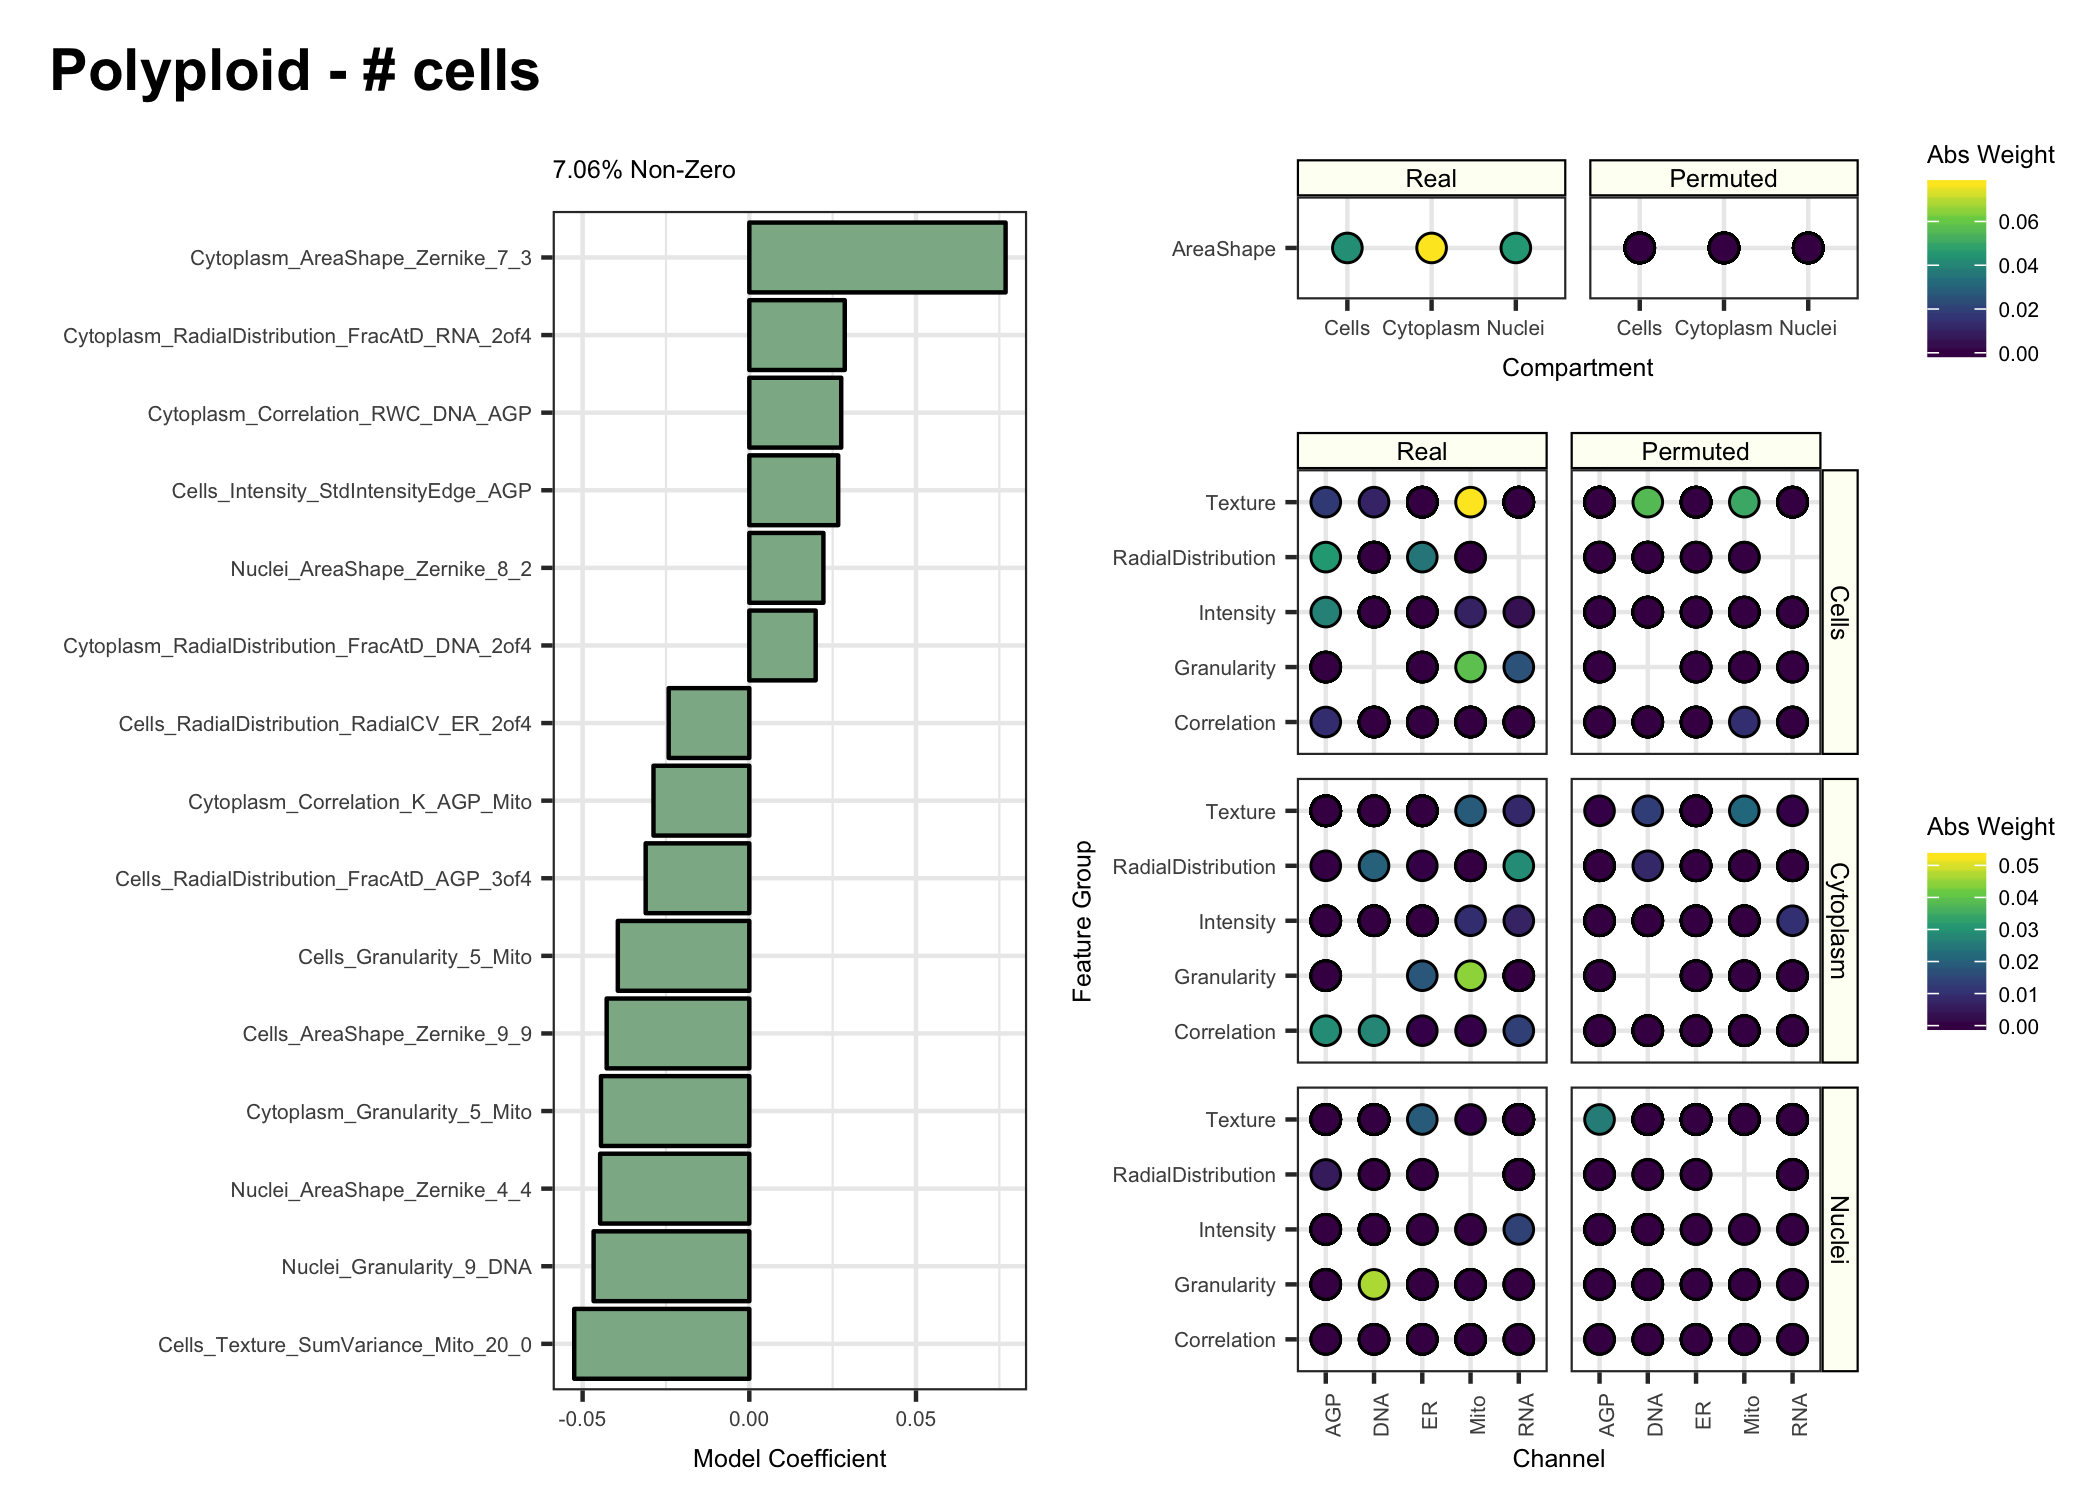 Polyploid - # cells
7.06% Non-Zero
Cytoplasm_AreaShape_Zernike_7_3
Cytoplasm_RadialDistribution_FracAtD_RNA_2of4
Cytoplasm_Correlation_RWC_DNA_AGP
Cells_Intensity_StdIntensityEdge_AGP
Nuclei_AreaShape_Zernike_8_2
Cytoplasm_RadialDistribution_FracAtD_DNA_2of4
Cells_RadialDistribution_RadialCV_ER_2of4
Cytoplasm_Correlation_K_AGP_Mito
Cells_RadialDistribution_FracAtD_AGP_3of4
Cells_Granularity_5_Mito
Cells_AreaShape_Zernike_9_9
Cytoplasm_Granularity_5_Mito
Nuclei_AreaShape_Zernike_4_4
Nuclei_Granularity_9_DNA
Cells_Texture_SumVariance_Mito_20_0
-0.05 0.00 0.05
Model Coefficient
Real Permuted
AreaShape
Cells Cytoplasm Nuclei Cells Cytoplasm Nuclei
Compartment
Abs Weight
0.06
0.04
0.02
0.00
Feature Group
Real Permuted
Texture
RadialDistribution
Intensity
Granularity
Correlation
Cells
Texture
RadialDistribution
Intensity
Granularity
Correlation
Cytoplasm
Texture
RadialDistribution
Intensity
Granularity
Correlation
Nuclei
AGP DNA ER Mito RNA AGP DNA ER Mito RNA
Channel
Abs Weight
0.05
0.04
0.03
0.02
0.01
0.00